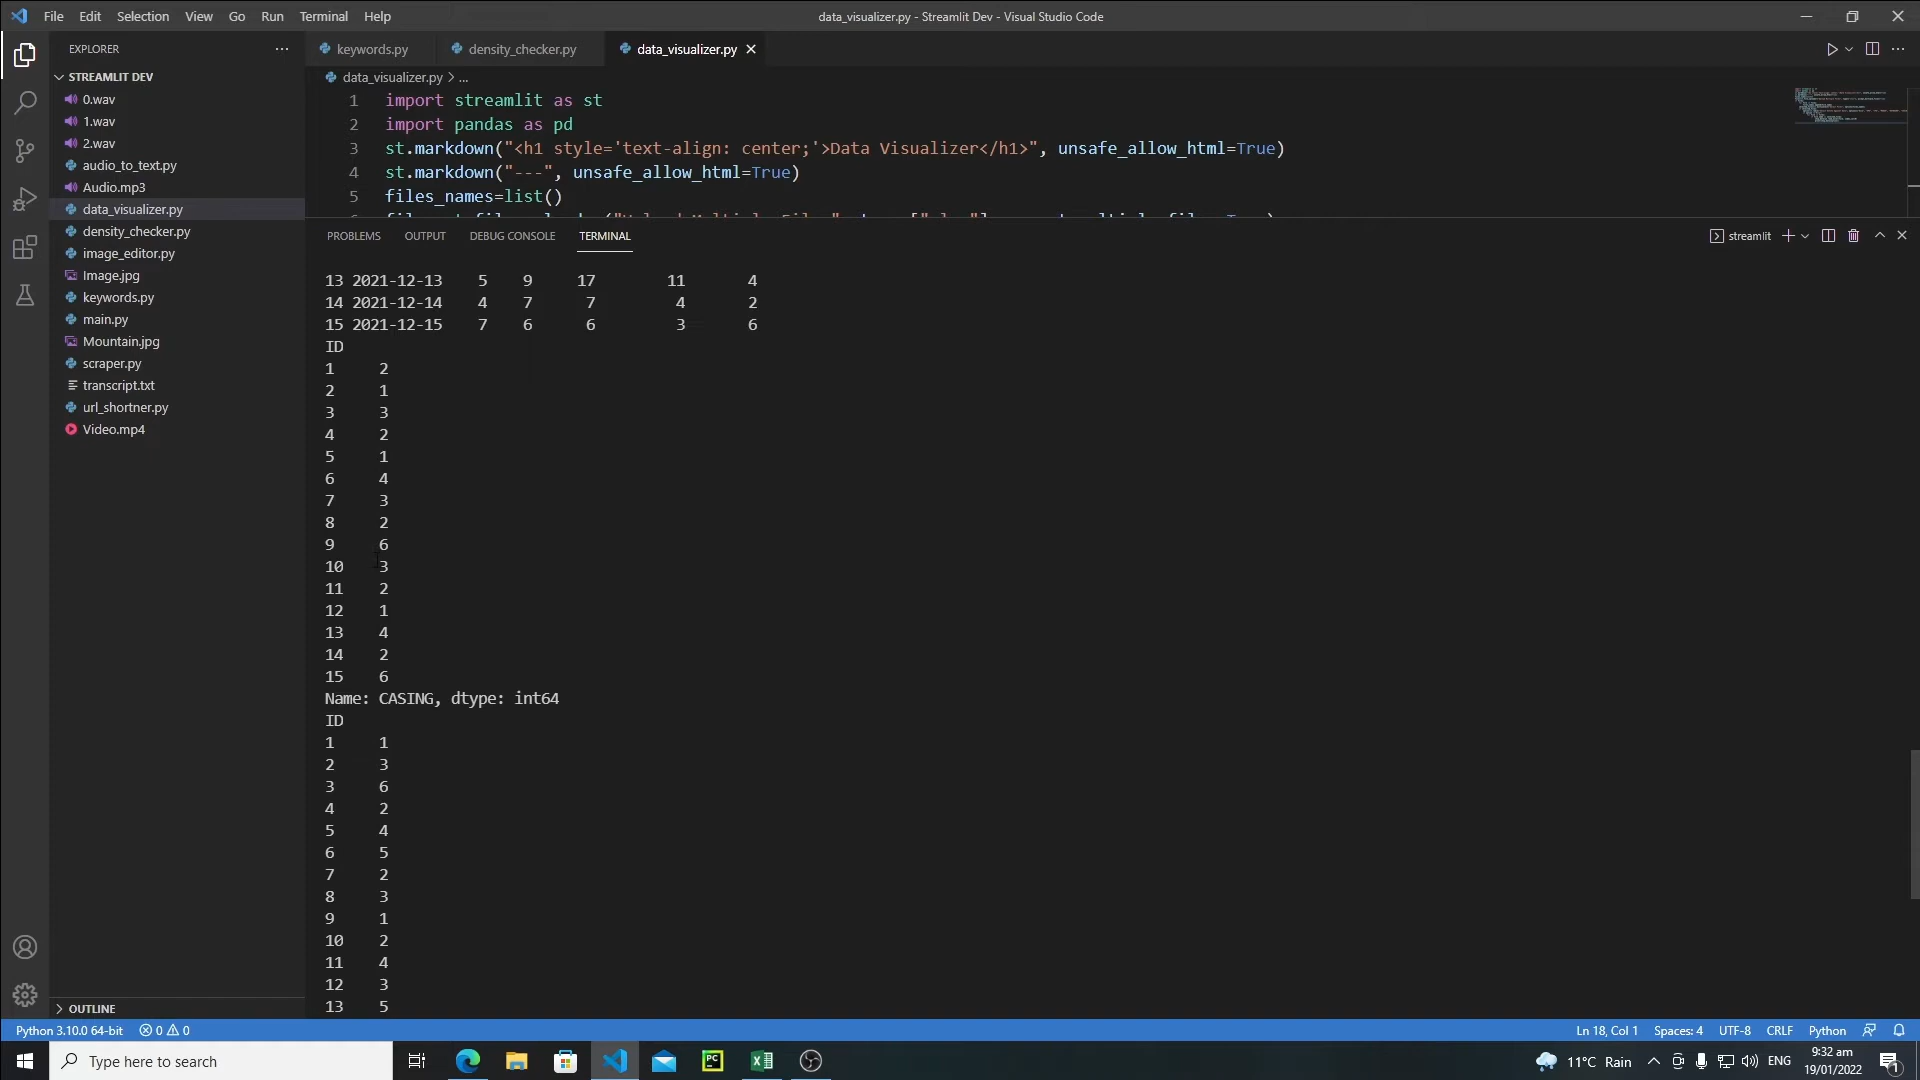 File Edit Selection View Go Run Terminal Help
data_visualizer.py - Streamlit Dev - Visual Studio Code
EXPLORER
STREAMLIT DEV
0.wav
1.wav
2.wav
audio_to_text.py
Audio.mp3
data_visualizer.py
density_checker.py
image_editor.py
Image.jpg
keywords.py
main.py
Mountain.jpg
scraper.py
transcript.txt
url_shortner.py
Video.mp4
OUTLINE
keywords.py density_checker.py data_visualizer.py
data_visualizer.py > ...
1 import streamlit as st
2 import pandas as pd
3 st.markdown("<h1 style='text-align: center;'>Data Visualizer</h1>", unsafe_allow_html=True)
4 st.markdown("---", unsafe_allow_html=True)
5 files_names=list()
PROBLEMS OUTPUT DEBUG CONSOLE TERMINAL
streamlit
13 2021-12-13 5 9 17 11 4
14 2021-12-14 4 7 7 4 2
15 2021-12-15 7 6 6 3 6
ID
1 2
2 1
3 3
4 2
5 1
6 4
7 3
8 2
9 6
10 3
11 2
12 1
13 4
14 2
15 6
Name: CASING, dtype: int64
ID
1 1
2 3
3 6
4 2
5 4
6 5
7 2
8 3
9 1
10 2
11 4
12 3
13 5
Python 3.10.0 64-bit 0 0 Ln 18, Col 1 Spaces: 4 UTF-8 CRLF Python
Type here to search
PC
11°C Rain ENG
9:32 am
19/01/2022
1